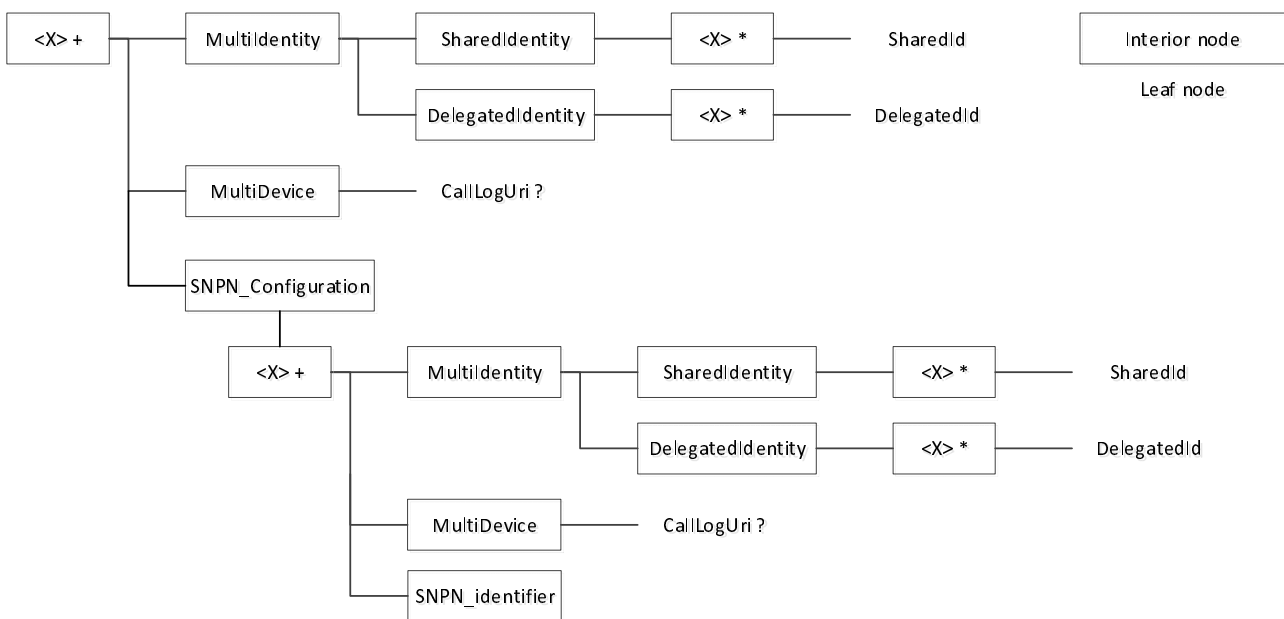 <X> +
MultiIdentity
SharedIdentity
<X> *
SharedId
Interior node
Leaf node
DelegatedIdentity
<X> *
DelegatedId
MultiDevice
CallLogUri ?
SNPN_Configuration
<X> +
MultiIdentity
SharedIdentity
<X> *
SharedId
DelegatedIdentity
<X> *
DelegatedId
MultiDevice
CallLogUri ?
SNPN_identifier